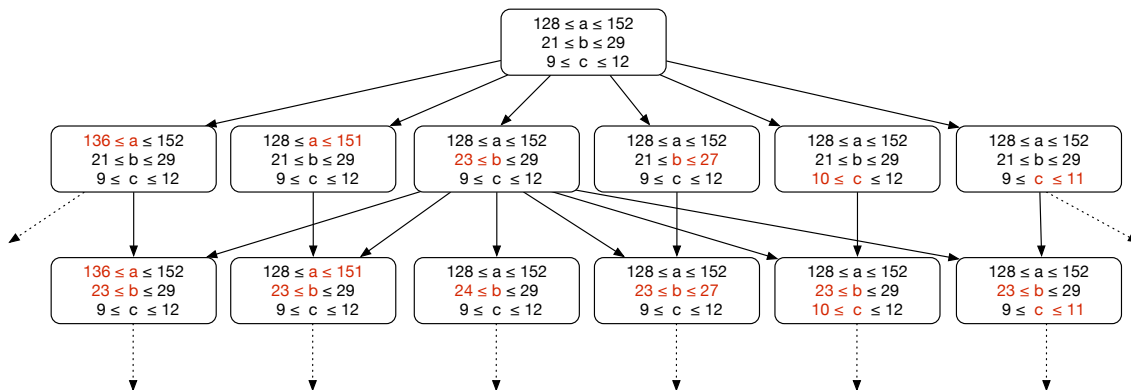 128 ≤ a ≤ 152
21 ≤ b ≤ 29
9 ≤ c ≤ 12
136 ≤ a ≤ 152
21 ≤ b ≤ 29
9 ≤ c ≤ 12
128 ≤ a ≤ 151
21 ≤ b ≤ 29
9 ≤ c ≤ 12
128 ≤ a ≤ 152
23 ≤ b ≤ 29
9 ≤ c ≤ 12
128 ≤ a ≤ 152
21 ≤ b ≤ 27
9 ≤ c ≤ 12
128 ≤ a ≤ 152
21 ≤ b ≤ 29
10 ≤ c ≤ 12
128 ≤ a ≤ 152
21 ≤ b ≤ 29
9 ≤ c ≤ 11
136 ≤ a ≤ 152
23 ≤ b ≤ 29
9 ≤ c ≤ 12
128 ≤ a ≤ 151
23 ≤ b ≤ 29
9 ≤ c ≤ 12
128 ≤ a ≤ 152
24 ≤ b ≤ 29
9 ≤ c ≤ 12
128 ≤ a ≤ 152
23 ≤ b ≤ 27
9 ≤ c ≤ 12
128 ≤ a ≤ 152
23 ≤ b ≤ 29
10 ≤ c ≤ 12
128 ≤ a ≤ 152
23 ≤ b ≤ 29
9 ≤ c ≤ 11